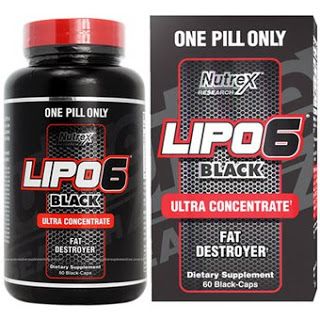 ONE PILL ONLY
Nutrex
RESEARCH
LIPO6
BLACK
ULTRA CONCENTRATE
FAT
DESTROYER
Dietary Supplement
60 Black-Caps
ONE PILL ONLY
Nutrex
RESEARCH
LIPO6
BLACK
ULTRA CONCENTRATE†
FAT
DESTROYER
Dietary Supplement
60 Black-Caps